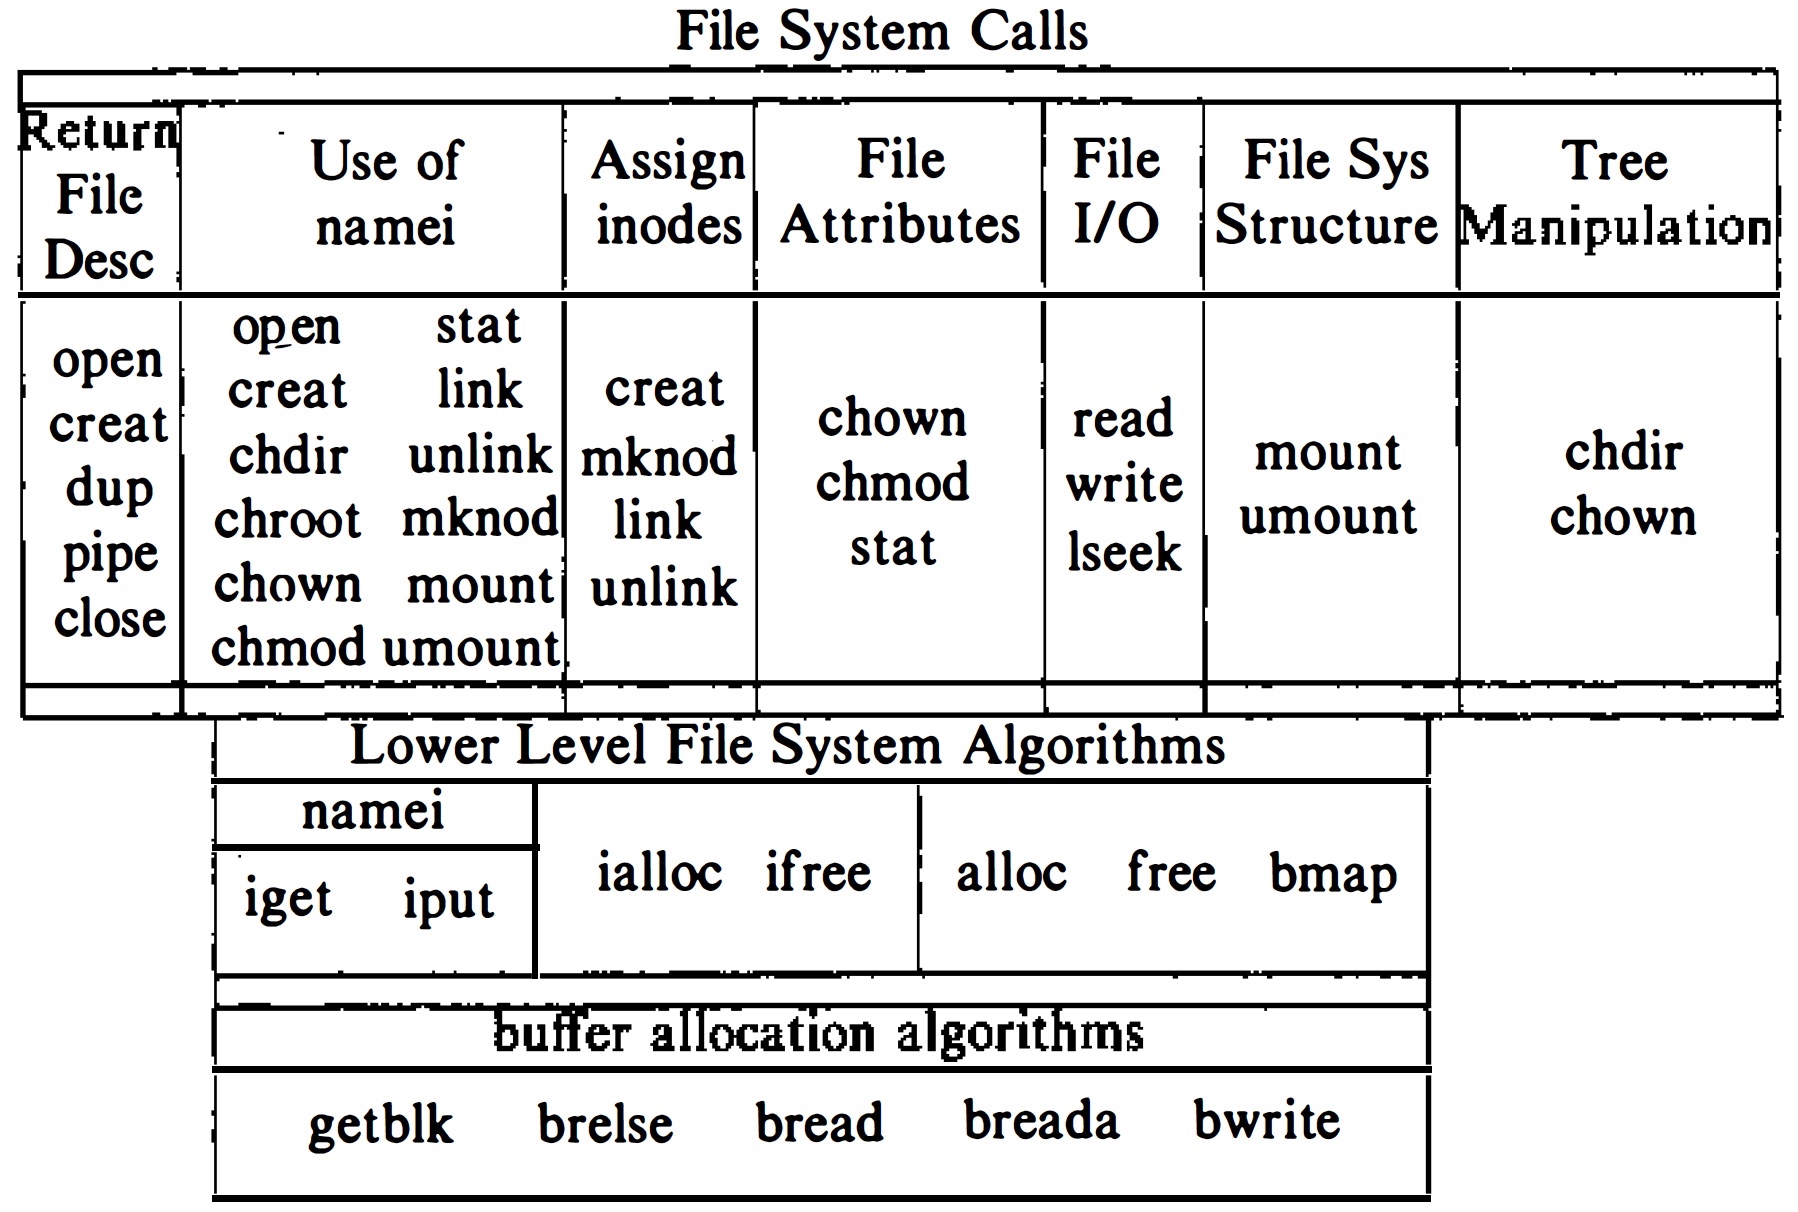 File System Calls
Return
File
Desc
Use of
namei
Assign
inodes
File
Attributes
File
I/O
File Sys
Structure
Tree
Manipulation
open
creat
dup
pipe
close
open stat
creat link
chdir unlink
chroot mknod
chown mount
chmod umount
creat
mknod
link
unlink
chown
chmod
stat
read
write
lseek
mount
umount
chdir
chown
Lower Level File System Algorithms
namei
iget iput
ialloc ifree
alloc free bmap
buffer allocation algorithms
getblk brelse bread breada bwrite